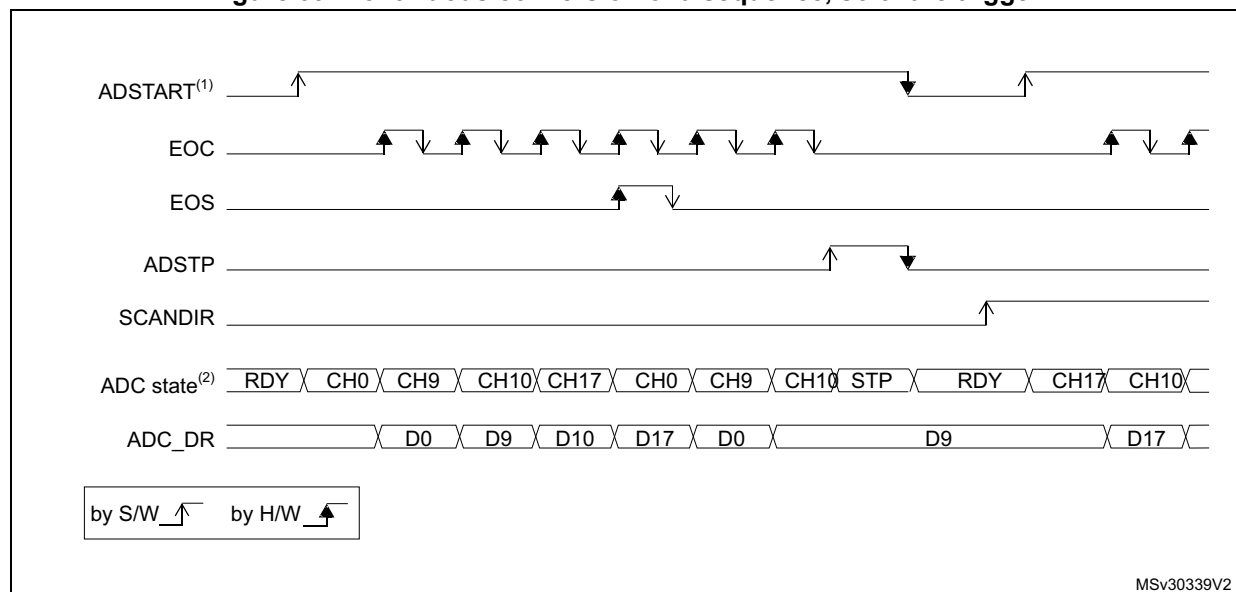 ADSTART(1)
EOC
EOS
ADSTP
SCANDIR
ADC state(2) RDY CH0 CH9 CH10 CH17 CH0 CH9 CH10 STP RDY CH17 CH10
ADC_DR D0 D9 D10 D17 D0 D9 D17
by S/W by H/W
MSv30339V2